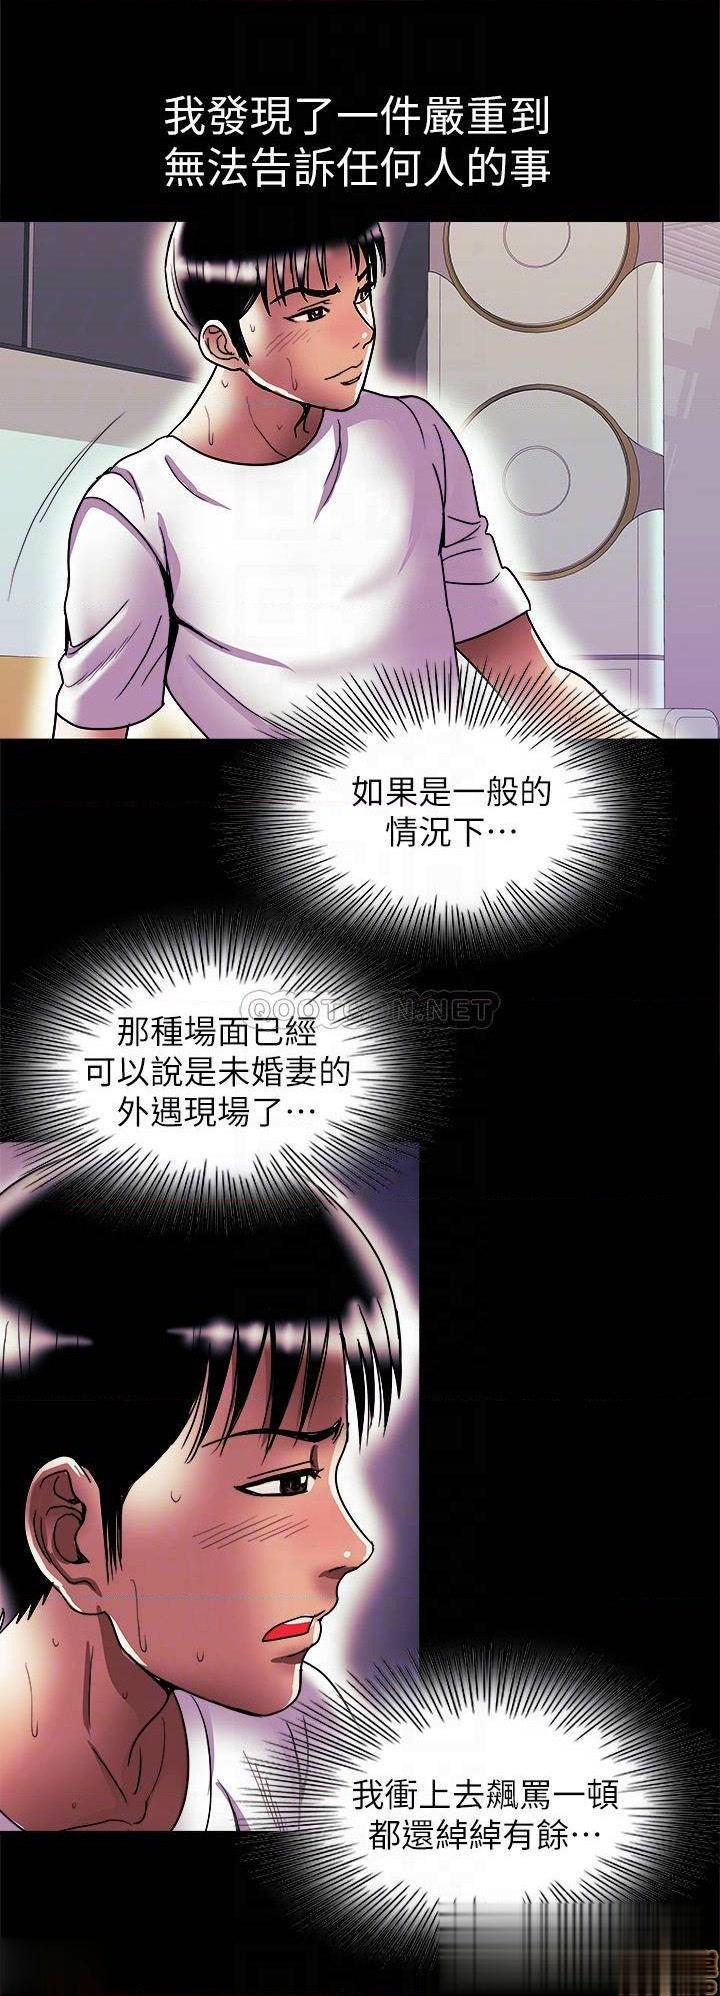 我發現了一件嚴重到
無法告訴任何人的事
如果是一般的
情況下…
那種場面已經
可以說是未婚妻的
外遇現場了…
我衝上去飆罵一頓
都還綽綽有餘…